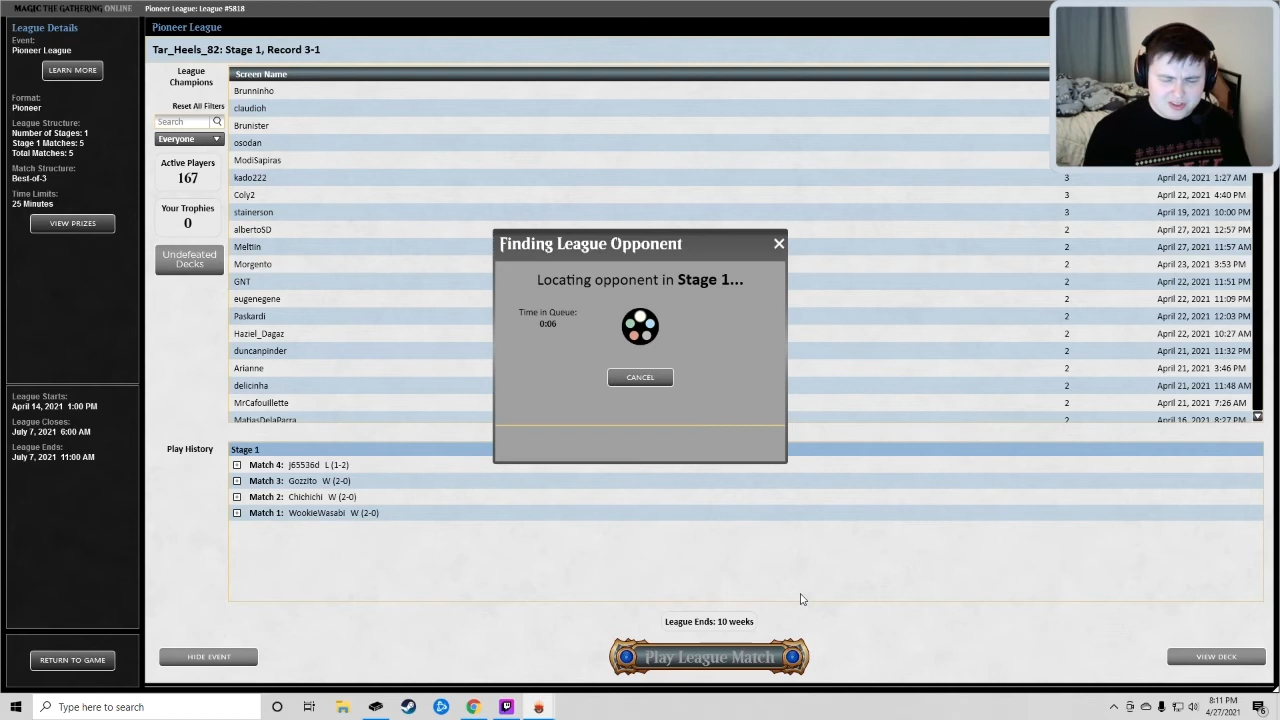 MAGIC THE GATHERING ONLINE
Pioneer League: League #5818
League Details
Event:
Pioneer League
LEARN MORE
Format:
Pioneer
League Structure:
Number of Stages: 1
Stage 1 Matches: 5
Total Matches: 5
Match Structure:
Best-of-3
Time Limits:
25 Minutes
VIEW PRIZES
League Starts:
April 14, 2021 1:00 PM
League Closes:
July 7, 2021 6:00 AM
League Ends:
July 7, 2021 11:00 AM
RETURN TO GAME
Pioneer League
Tar_Heels_82: Stage 1, Record 3-1
League
Champions
Reset All Filters
Search
Everyone
Active Players
167
Your Trophies
0
Undefeated
Decks
Screen Name
Brunninho
claudioh
Brunister
osodan
ModiSapiras
kado222 3 April 24, 2021 1:27 AM
Coly2 3 April 22, 2021 4:40 PM
stainerson 3 April 19, 2021 10:00 PM
albertoSD 2 April 27, 2021 12:57 PM
Meltiin 2 April 27, 2021 11:57 AM
Morgento 2 April 23, 2021 3:53 PM
GNT 2 April 22, 2021 11:51 PM
eugenegene 2 April 22, 2021 11:09 PM
Paskardi 2 April 22, 2021 12:03 PM
Haziel_Dagaz 2 April 22, 2021 10:27 AM
duncanpinder 2 April 21, 2021 11:32 PM
Arianne 2 April 21, 2021 3:46 PM
delicinha 2 April 21, 2021 11:48 AM
MrCafouillette 2 April 21, 2021 7:26 AM
MatiasDelaParra 2 April 16, 2021 8:27 PM
Finding League Opponent
Locating opponent in Stage 1...
Time in Queue:
0:06
CANCEL
Play History
Stage 1
Match 4: J65536d L (1-2)
Match 3: Gozzito W (2-0)
Match 2: Chichichi W (2-0)
Match 1: WookieWasabi W (2-0)
League Ends: 10 weeks
HIDE EVENT
Play League Match
VIEW DECK
Type here to search
8:11 PM
4/27/2021
6